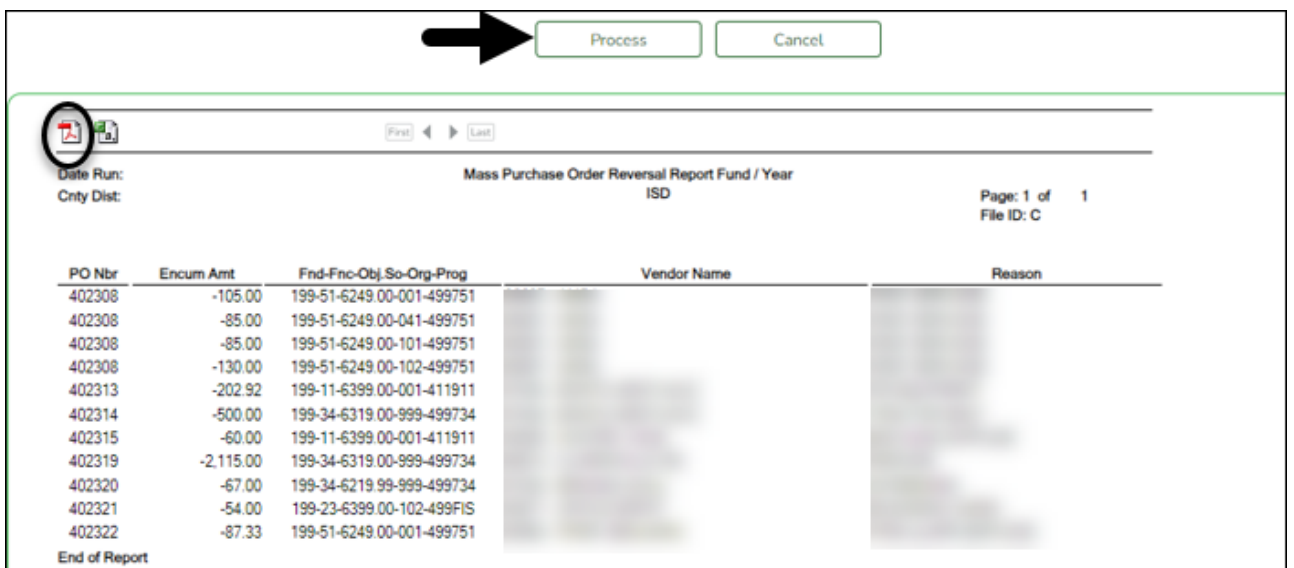 Process Cancel
First Last
Date Run: Mass Purchase Order Reversal Report Fund / Year
Cnty Dist: ISD Page: 1 of 1
File ID: C
PO Nbr Encum Amt Fnd-Fnc-Obj.So-Org-Prog Vendor Name Reason
402308 -105.00 199-51-6249.00-001-499751
402308 -85.00 199-51-6249.00-041-499751
402308 -85.00 199-51-6249.00-101-499751
402308 -130.00 199-51-6249.00-102-499751
402313 -202.92 199-11-6399.00-001-411911
402314 -500.00 199-34-6319.00-999-499734
402315 -60.00 199-11-6399.00-001-411911
402319 -2,115.00 199-34-6319.00-999-499734
402320 -67.00 199-34-6219.99-999-499734
402321 -54.00 199-23-6399.00-102-499FIS
402322 -87.33 199-51-6249.00-001-499751
End of Report